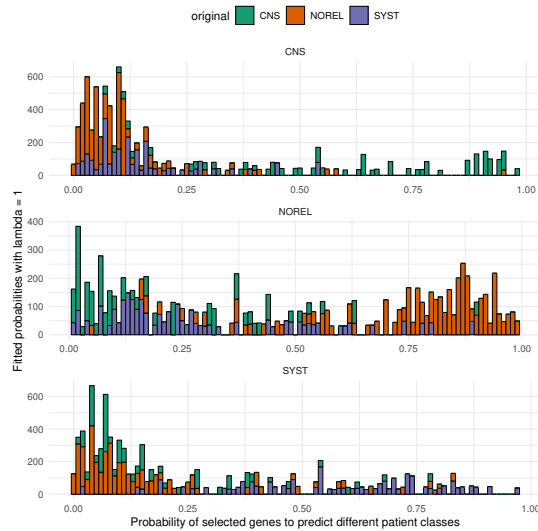 original CNS NOREL SYST
CNS
600
400
200
0
0.00 0.25 0.50 0.75 1.00
NOREL
400
300
200
100
0
0.00 0.25 0.50 0.75 1.00
SYST
600
400
200
0
0.00 0.25 0.50 0.75 1.00
Fitted probabilities with lambda = 1
Probability of selected genes to predict different patient classes